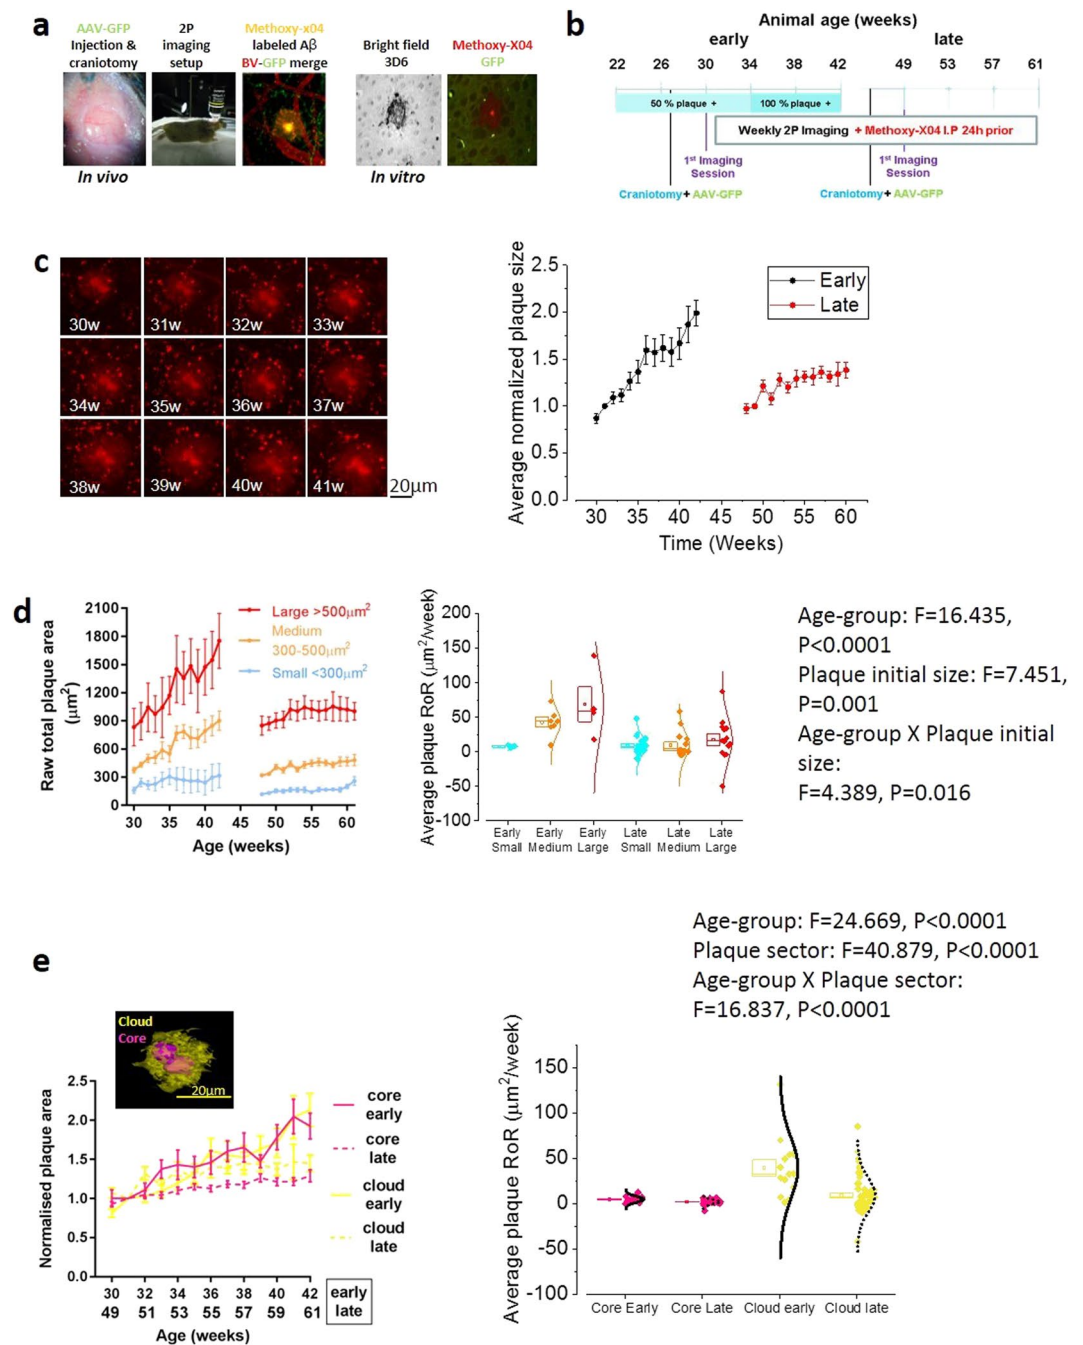 a
AAV-GFP
Injection &
craniotomy
2P
imaging
setup
Methoxy-x04
labeled Aβ
BV-GFP merge
Bright field
3D6
Methoxy-X04
GFP
In vivo
In vitro
b
Animal age (weeks)
early
late
22 26 30 34 38 42 49 53 57 61
50 % plaque +
100 % plaque +
Weekly 2P Imaging + Methoxy-X04 I.P 24h prior
1st Imaging
Session
1st Imaging
Session
Craniotomy + AAV-GFP
Craniotomy + AAV-GFP
c
30w
31w
32w
33w
34w
35w
36w
37w
38w
39w
40w
41w
20μm
Average normalized plaque size
2.5
2.0
1.5
1.0
0.5
0.0
Early
Late
30 35 40 45 50 55 60
Time (Weeks)
d
Raw total plaque area
(μm²)
2100
1800
1500
1200
900
600
300
0
Large >500μm²
Medium
300-500μm²
Small <300μm²
30 35 40 45 50 55 60
Age (weeks)
Average plaque RoR (μm²/week)
200
150
100
50
0
-50
-100
Early
Small
Early
Medium
Early
Large
Late
Small
Late
Medium
Late
Large
Age-group: F=16.435,
P<0.0001
Plaque initial size: F=7.451,
P=0.001
Age-group X Plaque initial
size:
F=4.389, P=0.016
e
Cloud
Core
20μm
Normalised plaque area
2.5
2.0
1.5
1.0
0.5
0.0
core
early
core
late
cloud
early
cloud
late
30 32 34 36 38 40 42
49 51 53 55 57 59 61
early
late
Age (weeks)
Age-group: F=24.669, P<0.0001
Plaque sector: F=40.879, P<0.0001
Age-group X Plaque sector:
F=16.837, P<0.0001
Average plaque RoR (μm²/week)
150
100
50
0
-50
-100
Core Early
Core Late
Cloud early
Cloud late